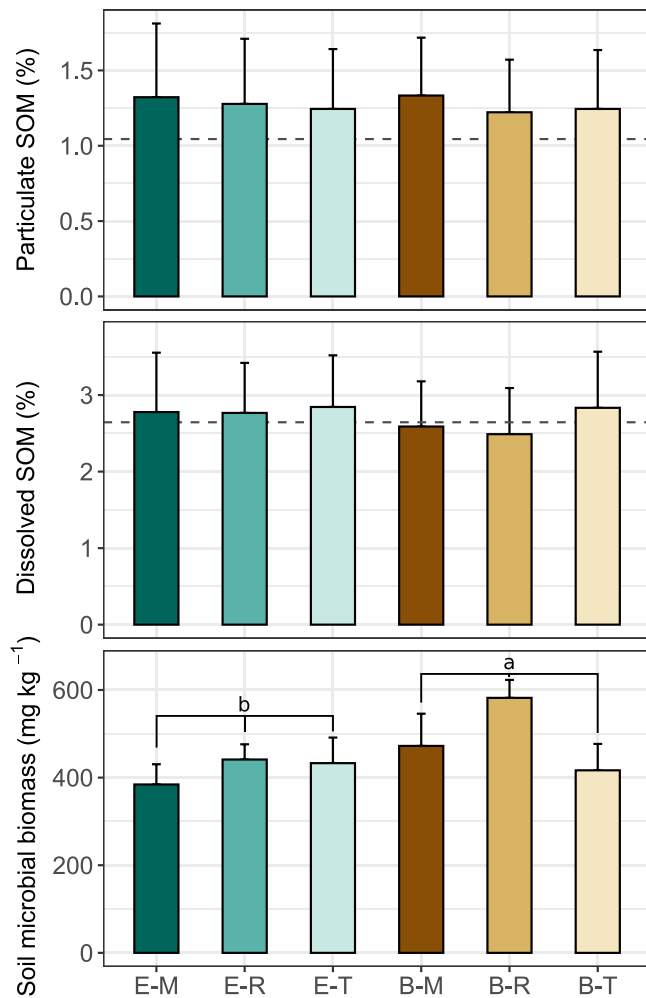 Particulate SOM (%)
1.5
1.0
0.5
0.0
Dissolved SOM (%)
3
2
1
0
Soil microbial biomass (mg kg⁻¹)
600
400
200
0
b
a
E-M E-R E-T B-M B-R B-T